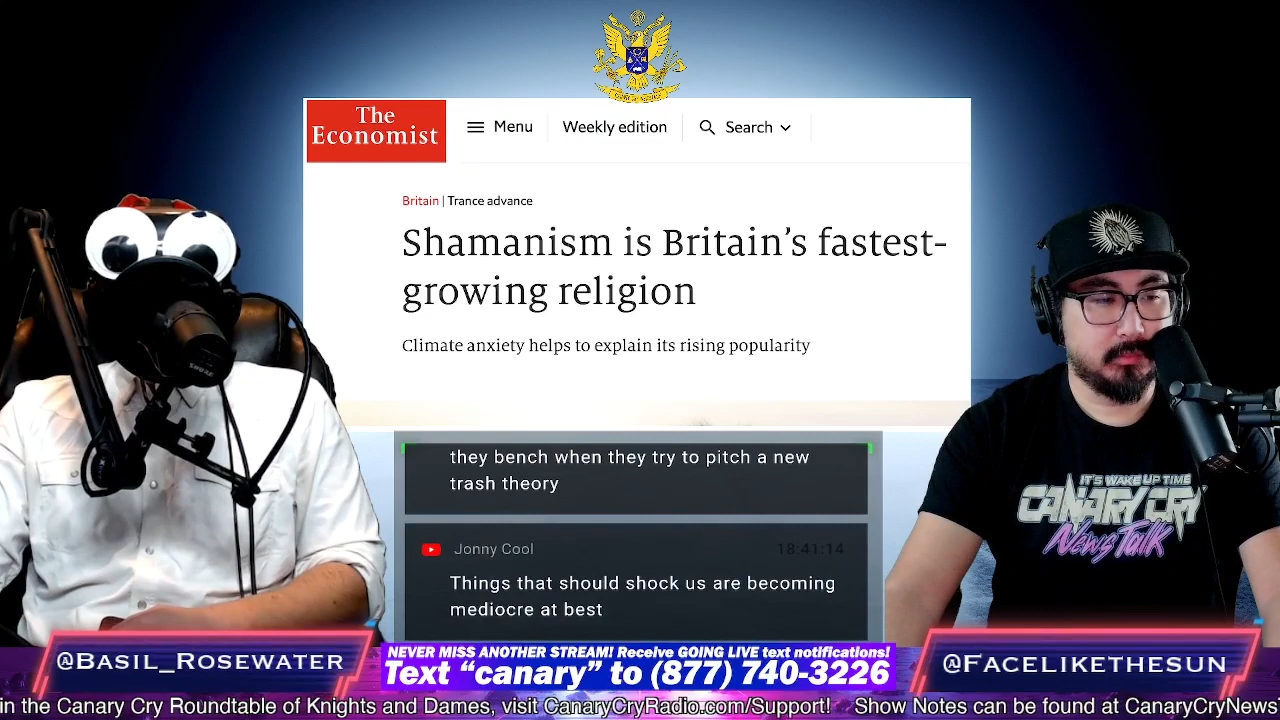 The
Economist
Menu
Weekly edition
Search
Britain | Trance advance
Shamanism is Britain's fastest-
growing religion
Climate anxiety helps to explain its rising popularity
they bench when they try to pitch a new
trash theory
Jonny Cool 18:41:14
Things that should shock us are becoming
mediocre at best
SHURE
IT'S WAKE UP TIME
CANARY CRY
News Talk
@BASIL_ROSEWATER
NEVER MISS ANOTHER STREAM! Receive GOING LIVE text notifications!
Text “canary” to (877) 740-3226
@FACELIKETHESUN
in the Canary Cry Roundtable of Knights and Dames, visit CanaryCryRadio.com/Support! Show Notes can be found at CanaryCryNews